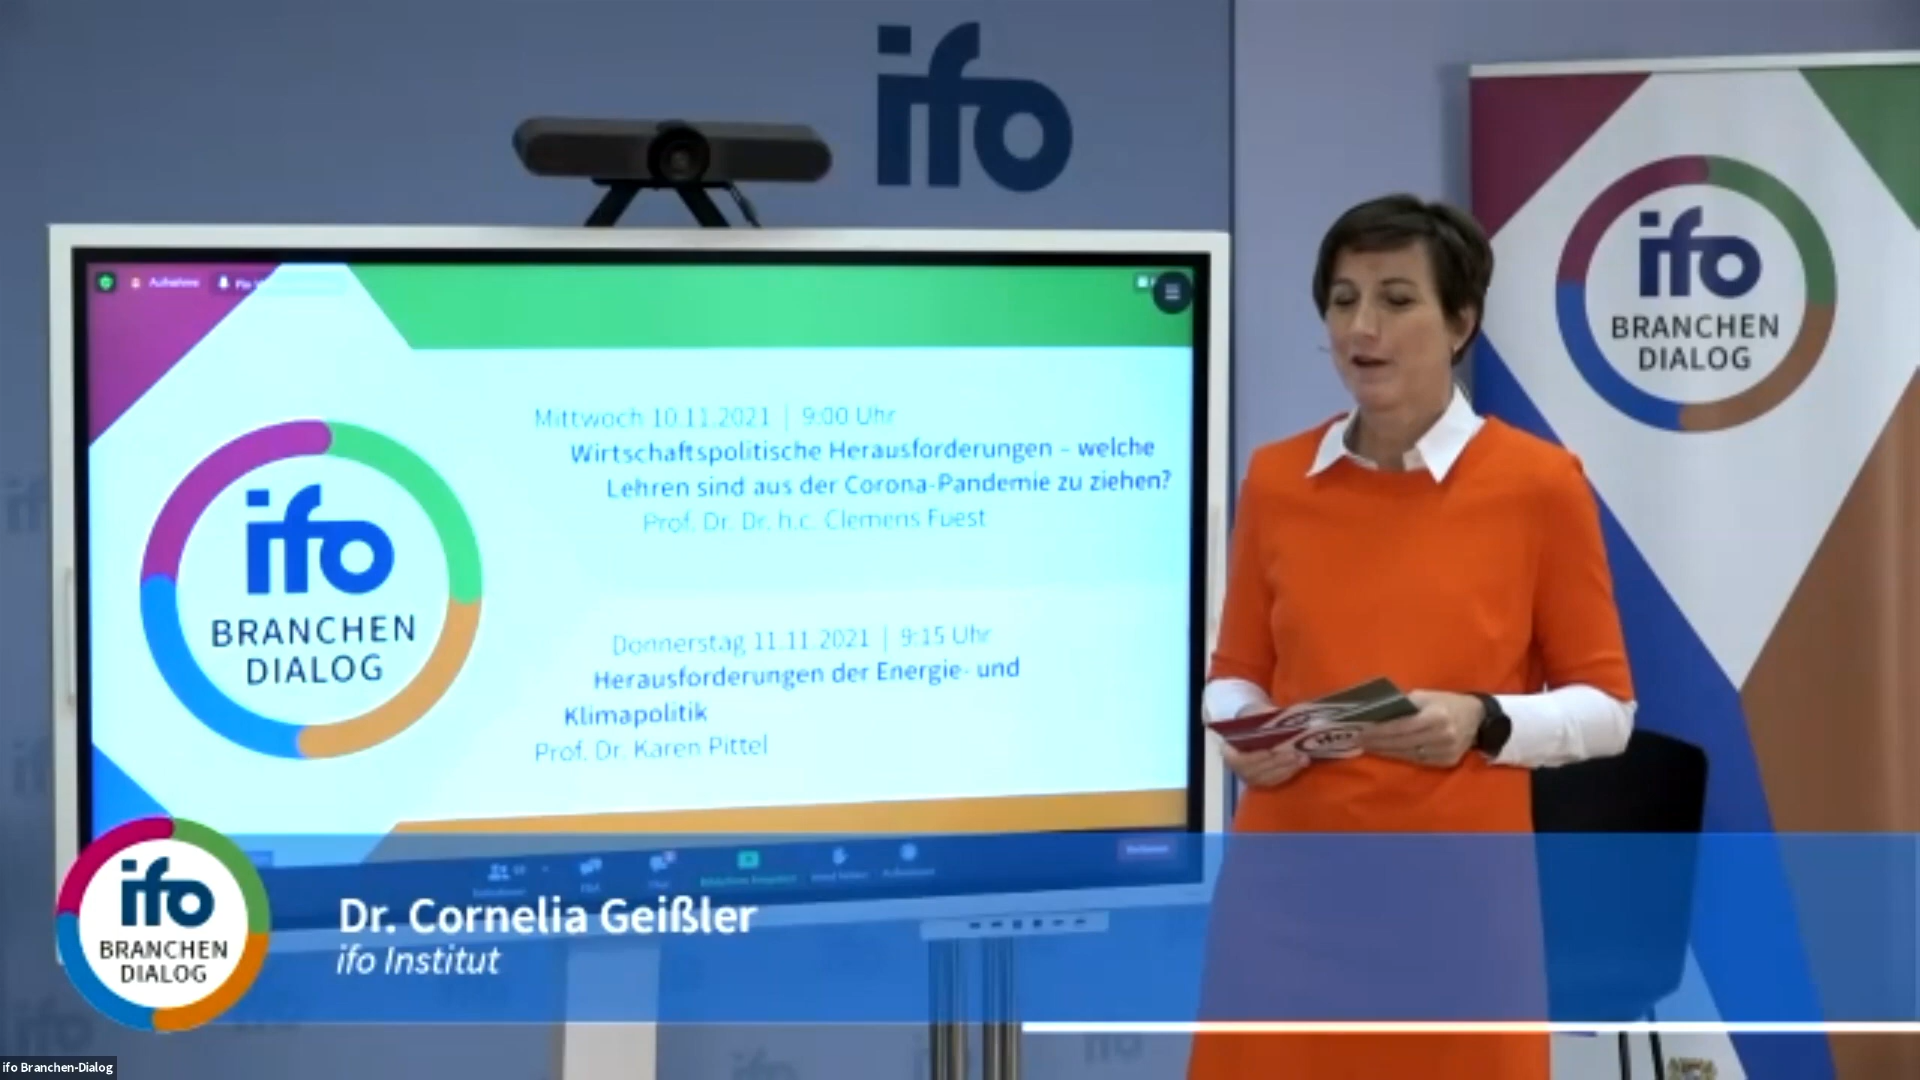 ifo
ifo
BRANCHEN
DIALOG
Aufnahme
Mittwoch 10.11.2021 | 9:00 Uhr
Wirtschaftspolitische Herausforderungen – welche
Lehren sind aus der Corona-Pandemie zu ziehen?
Prof. Dr. Dr. h.c. Clemens Fuest
ifo
BRANCHEN
DIALOG
Donnerstag 11.11.2021 | 9:15 Uhr
Herausforderungen der Energie- und
Klimapolitik
Prof. Dr. Karen Pittel
ifo
ifo
BRANCHEN
DIALOG
Dr. Cornelia Geißler
ifo Institut
ifo Branchen-Dialog